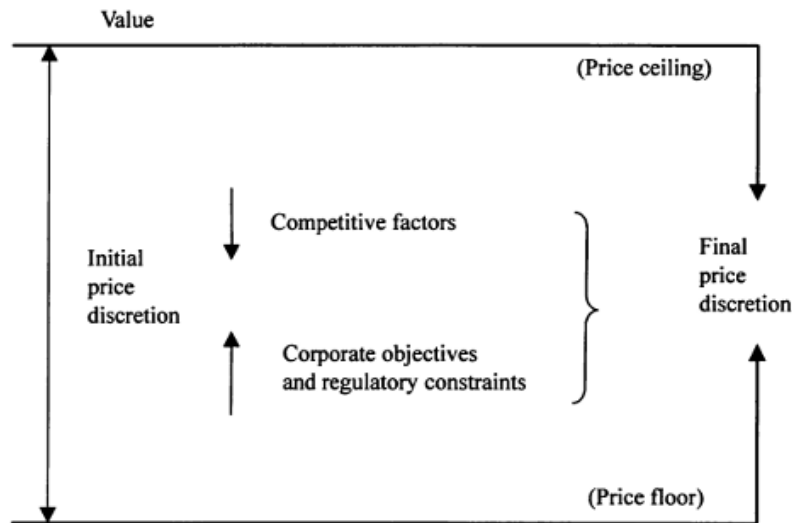 Value
(Price ceiling)
Competitive factors
Initial
price
discretion
Final
price
discretion
Corporate objectives
and regulatory constraints
(Price floor)